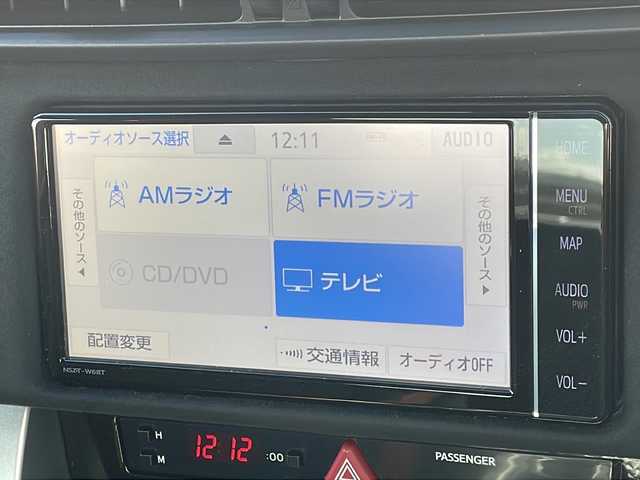 オーディオソース選択 12:11 AUDIO
その他のソース AMラジオ FMラジオ その他のソース
CD/DVD テレビ
配置変更 交通情報 オーディオOFF
NSZT-W68T
HOME
MENU
CTRL
MAP
AUDIO
PWR
VOL+
VOL-
H
12:12 :00 PASSENGER
M